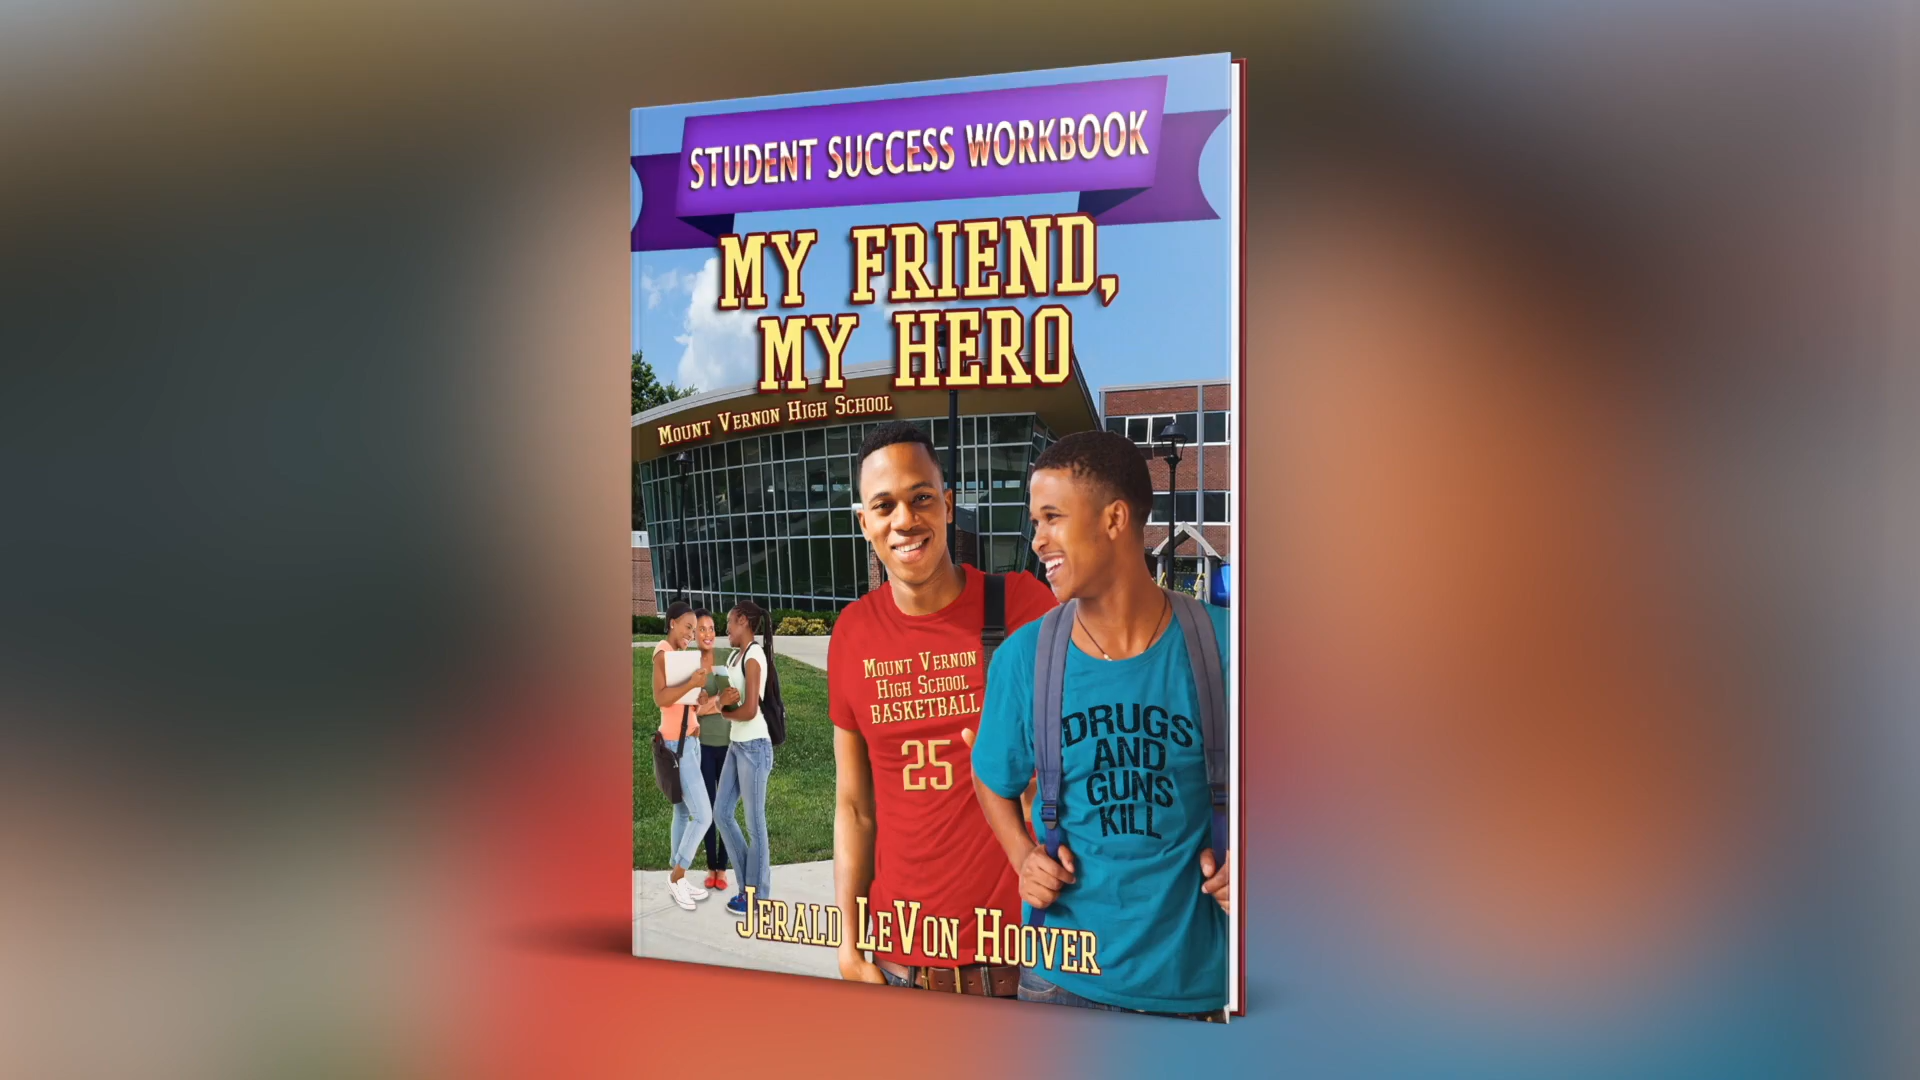 STUDENT SUCCESS WORKBOOK
MY FRIEND,
MY HERO
MOUNT VERNON HIGH SCHOOL
MOUNT VERNON
HIGH SCHOOL
BASKETBALL
25
DRUGS
AND
GUNS
KILL
JERALD LEVON HOOVER